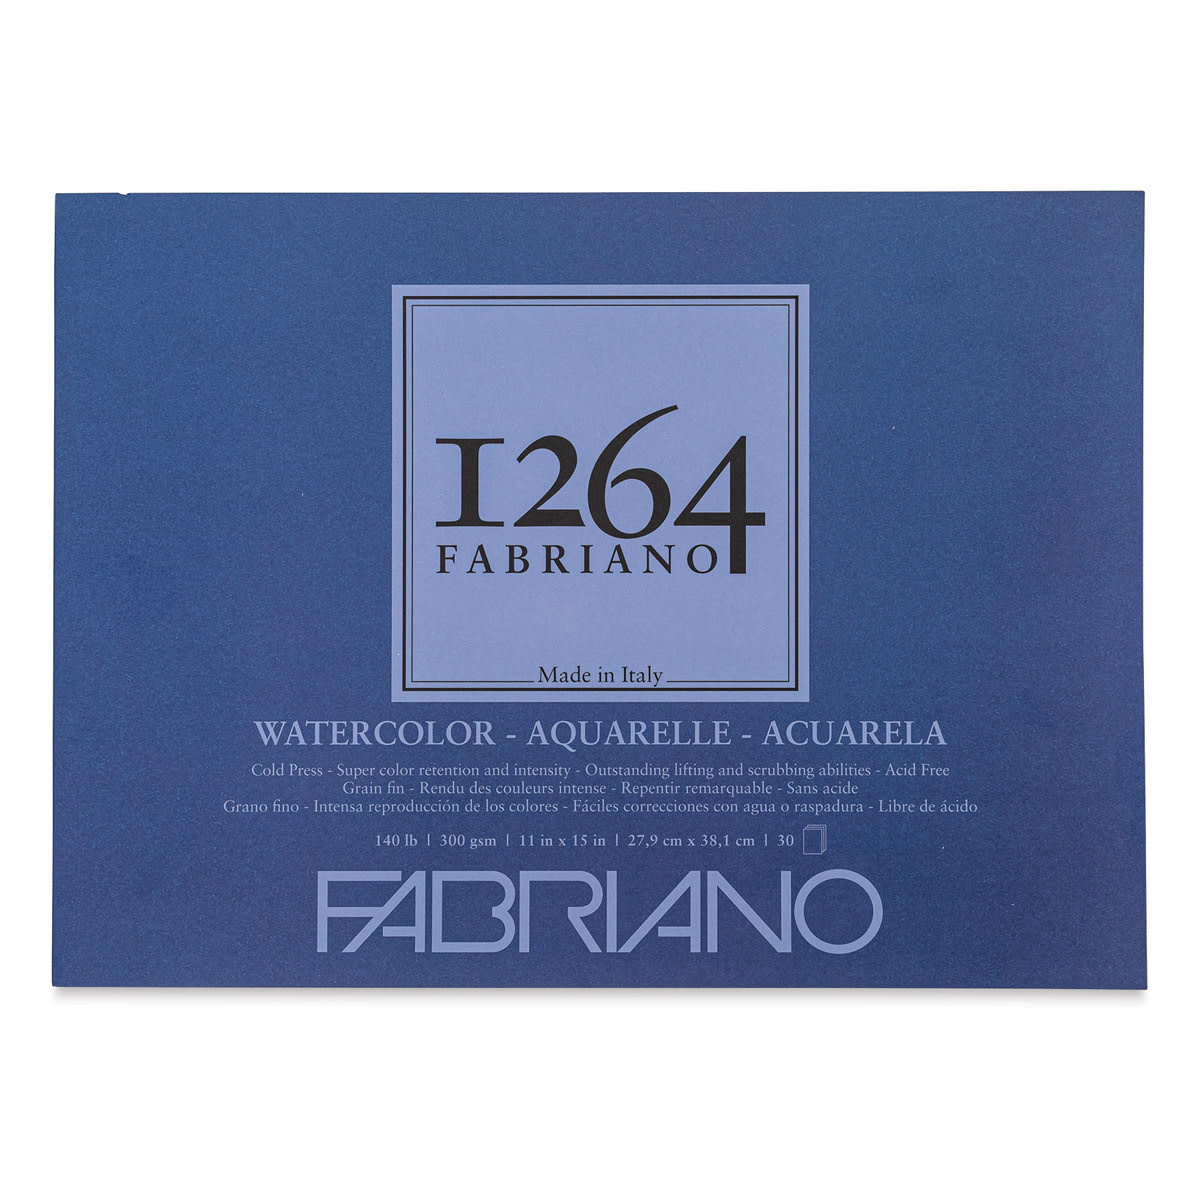 1264
FABRIANO
Made in Italy
WATERCOLOR - AQUARELLE - ACUARELA
Cold Press - Super color retention and intensity - Outstanding lifting and scrubbing abilities - Acid Free
Grain fin - Rendu des couleurs intense - Repentir remarquable - Sans acide
Grano fino - Intensa reproducción de los colores - Fáciles correcciones con agua o raspadura - Libre de ácido
140 lb | 300 gsm | 11 in x 15 in | 27,9 cm x 38,1 cm | 30
FABRIANO